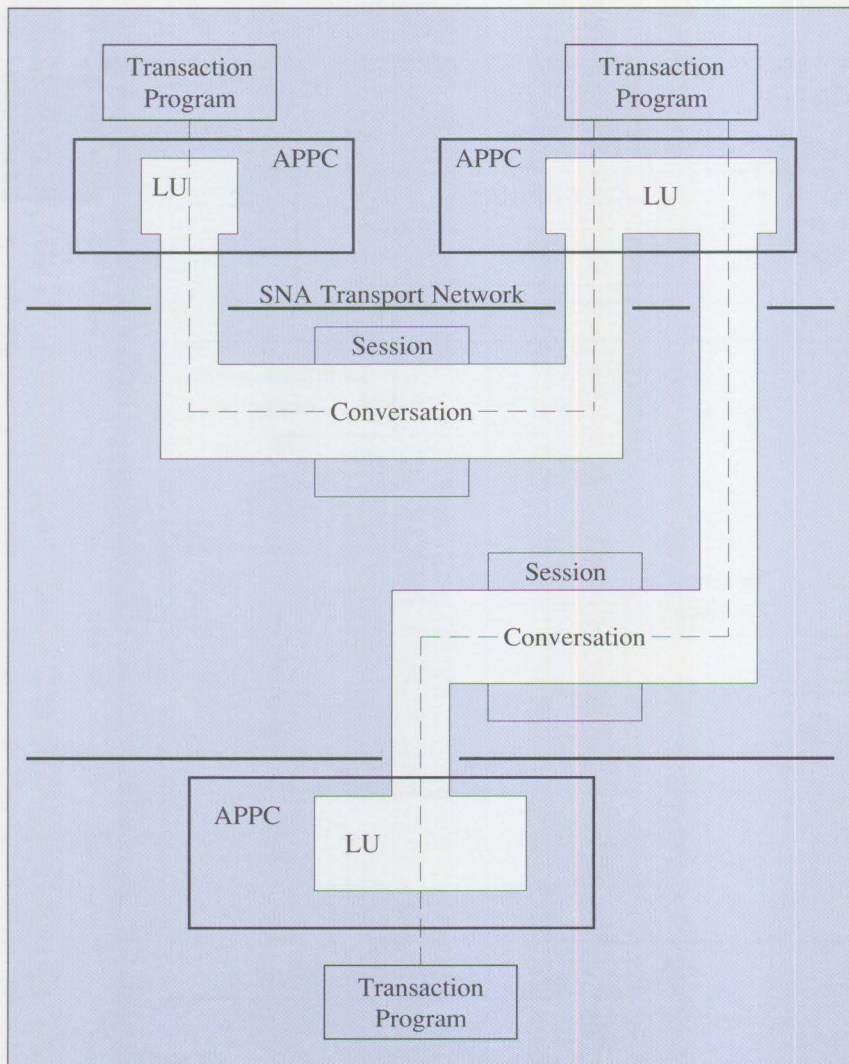 Transaction
Program
Transaction
Program
APPC
APPC
LU
LU
SNA Transport Network
Session
Conversation
Session
Conversation
APPC
LU
Transaction
Program